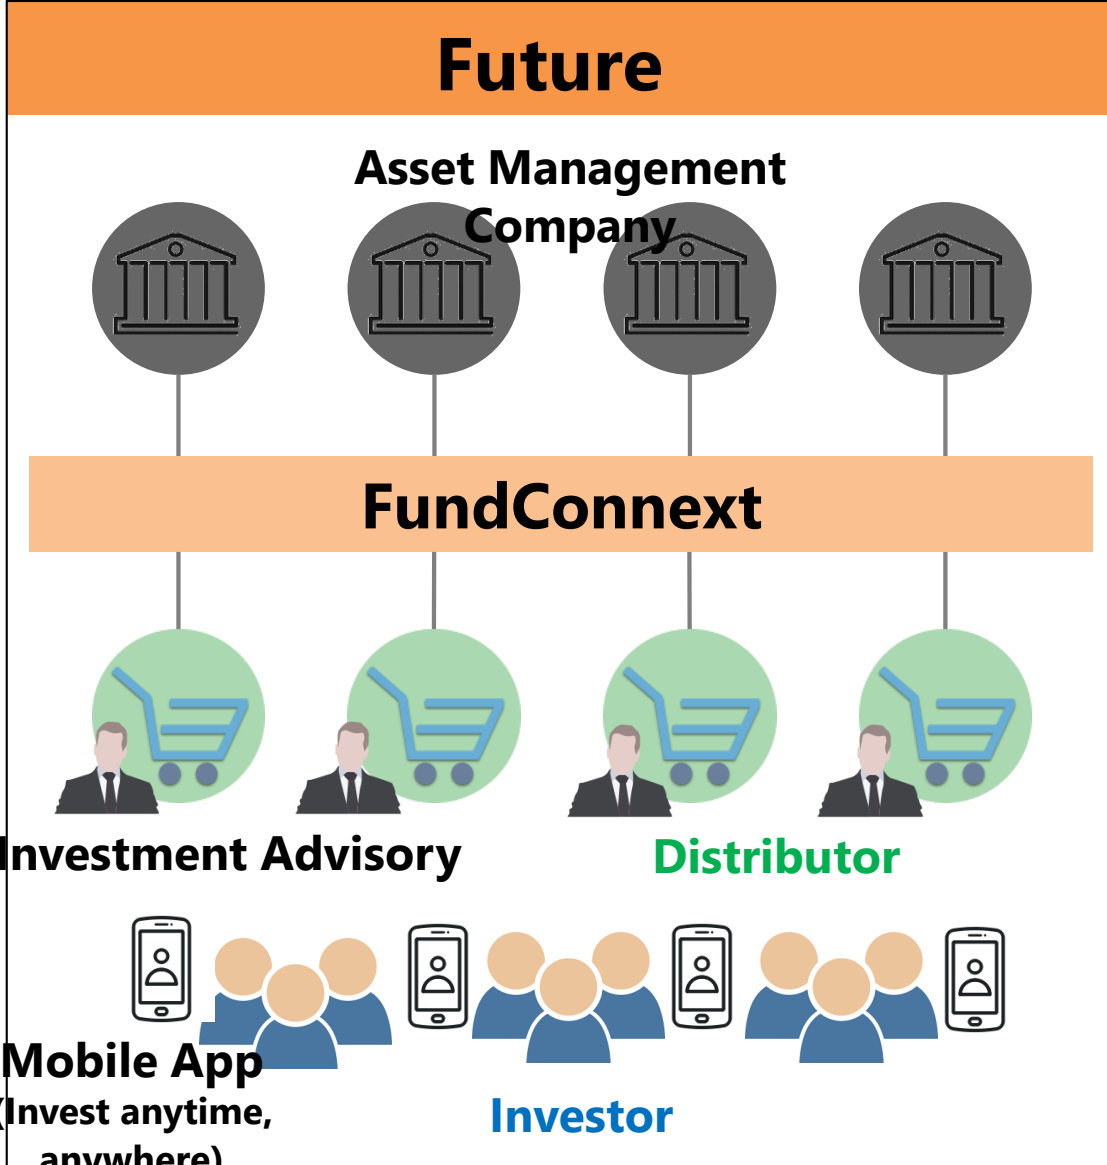 Future
Asset Management
Company
FundConnext
Investment Advisory
Distributor
Mobile App
(Invest anytime,
anywhere)
Investor